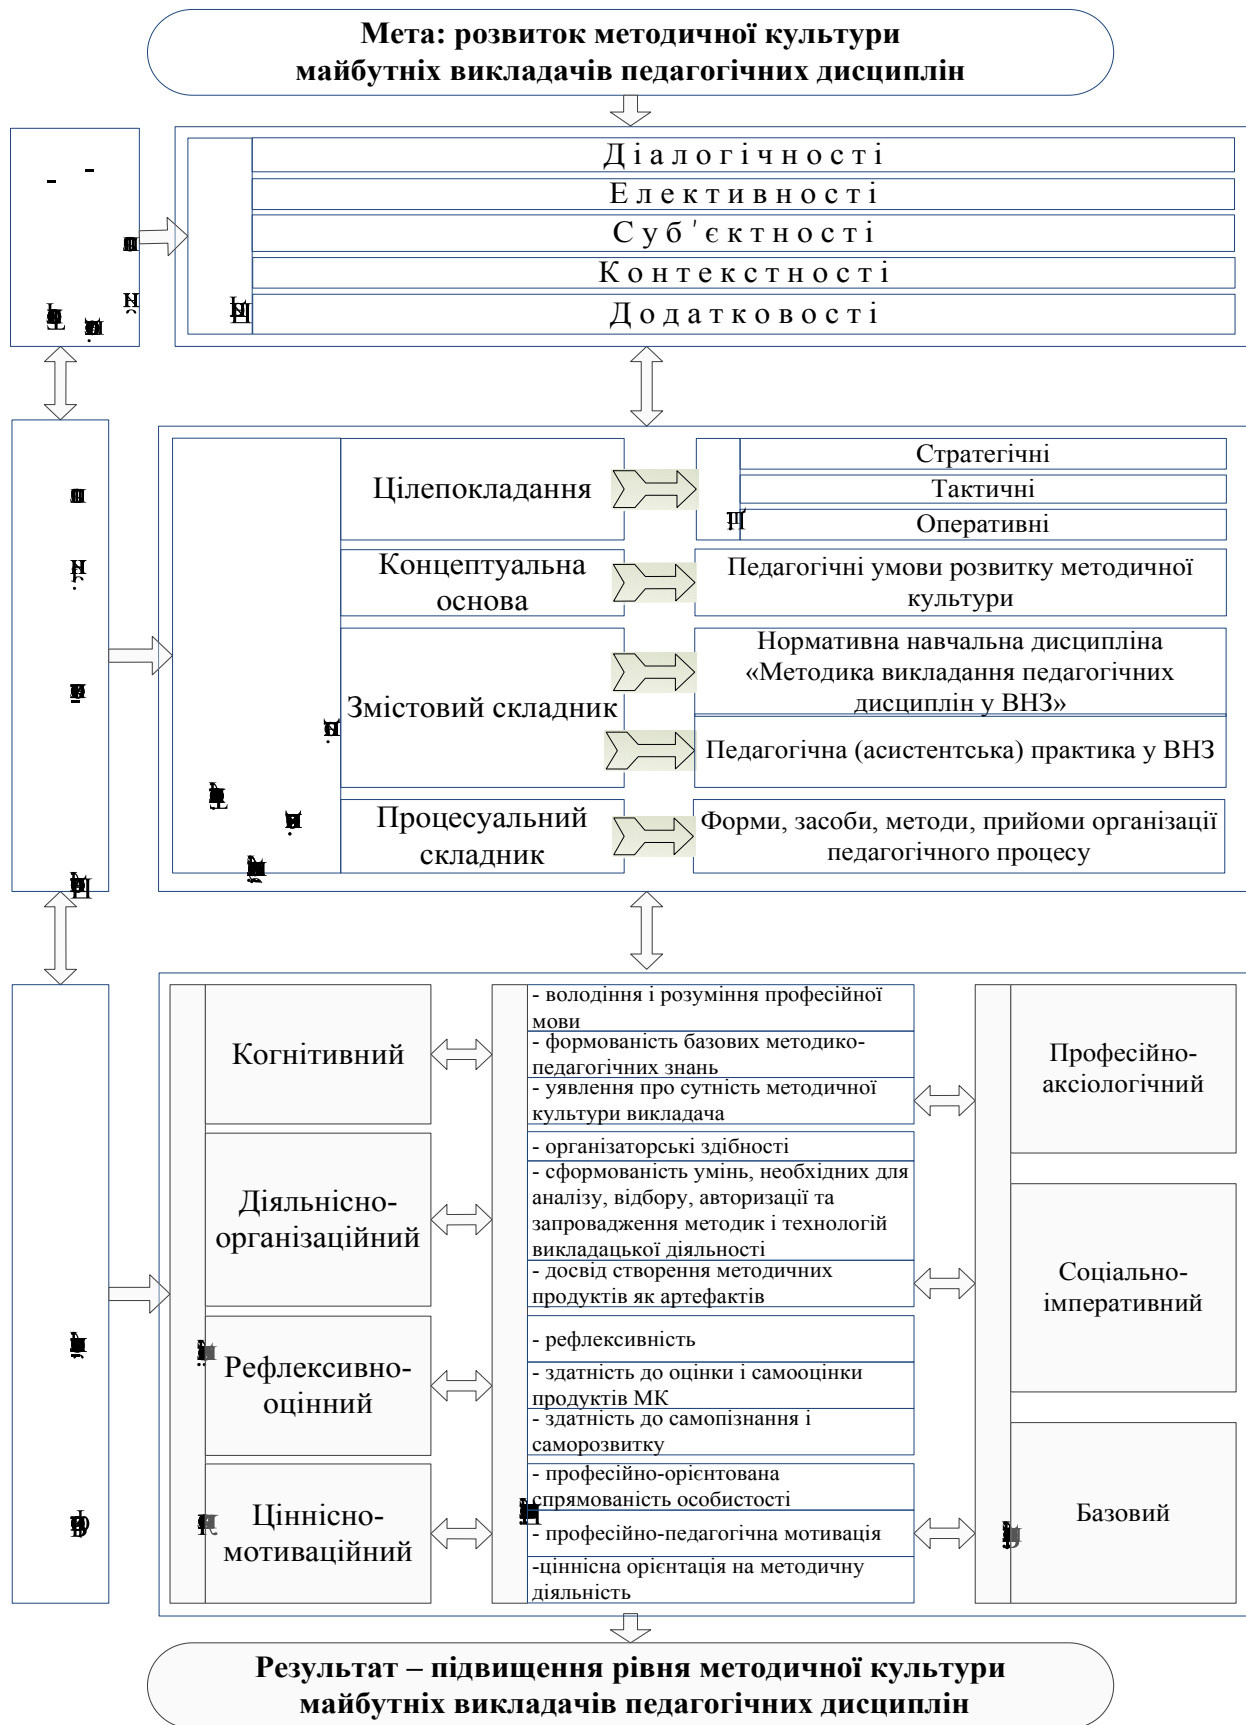 Мета: розвиток методичної культури
майбутніх викладачів педагогічних дисциплін
Діалогічності
Елективності
Суб'єктності
Контекстності
Додатковості
Цілепокладання
Стратегічні
Тактичні
Оперативні
Концептуальна
основа
Педагогічні умови розвитку методичної
культури
Змістовий складник
Нормативна навчальна дисципліна
«Методика викладання педагогічних
дисциплін у ВНЗ»
Педагогічна (асистентська) практика у ВНЗ
Процесуальний
складник
Форми, засоби, методи, прийоми організації
педагогічного процесу
Когнітивний
- володіння і розуміння професійної
мови
- формованість базових методико-
педагогічних знань
- уявлення про сутність методичної
культури викладача
Діяльнісно-
організаційний
- організаторські здібності
- сформованість умінь, необхідних для
аналізу, відбору, авторизації та
запровадження методик і технологій
викладацької діяльності
- досвід створення методичних
продуктів як артефактів
Рефлексивно-
оцінний
- рефлексивність
- здатність до оцінки і самооцінки
продуктів МК
- здатність до самопізнання і
саморозвитку
Ціннісно-
мотиваційний
- професійно-орієнтована
спрямованість особистості
- професійно-педагогічна мотивація
-ціннісна орієнтація на методичну
діяльність
Професійно-
аксіологічний
Соціально-
імперативний
Базовий
Результат – підвищення рівня методичної культури
майбутніх викладачів педагогічних дисциплін